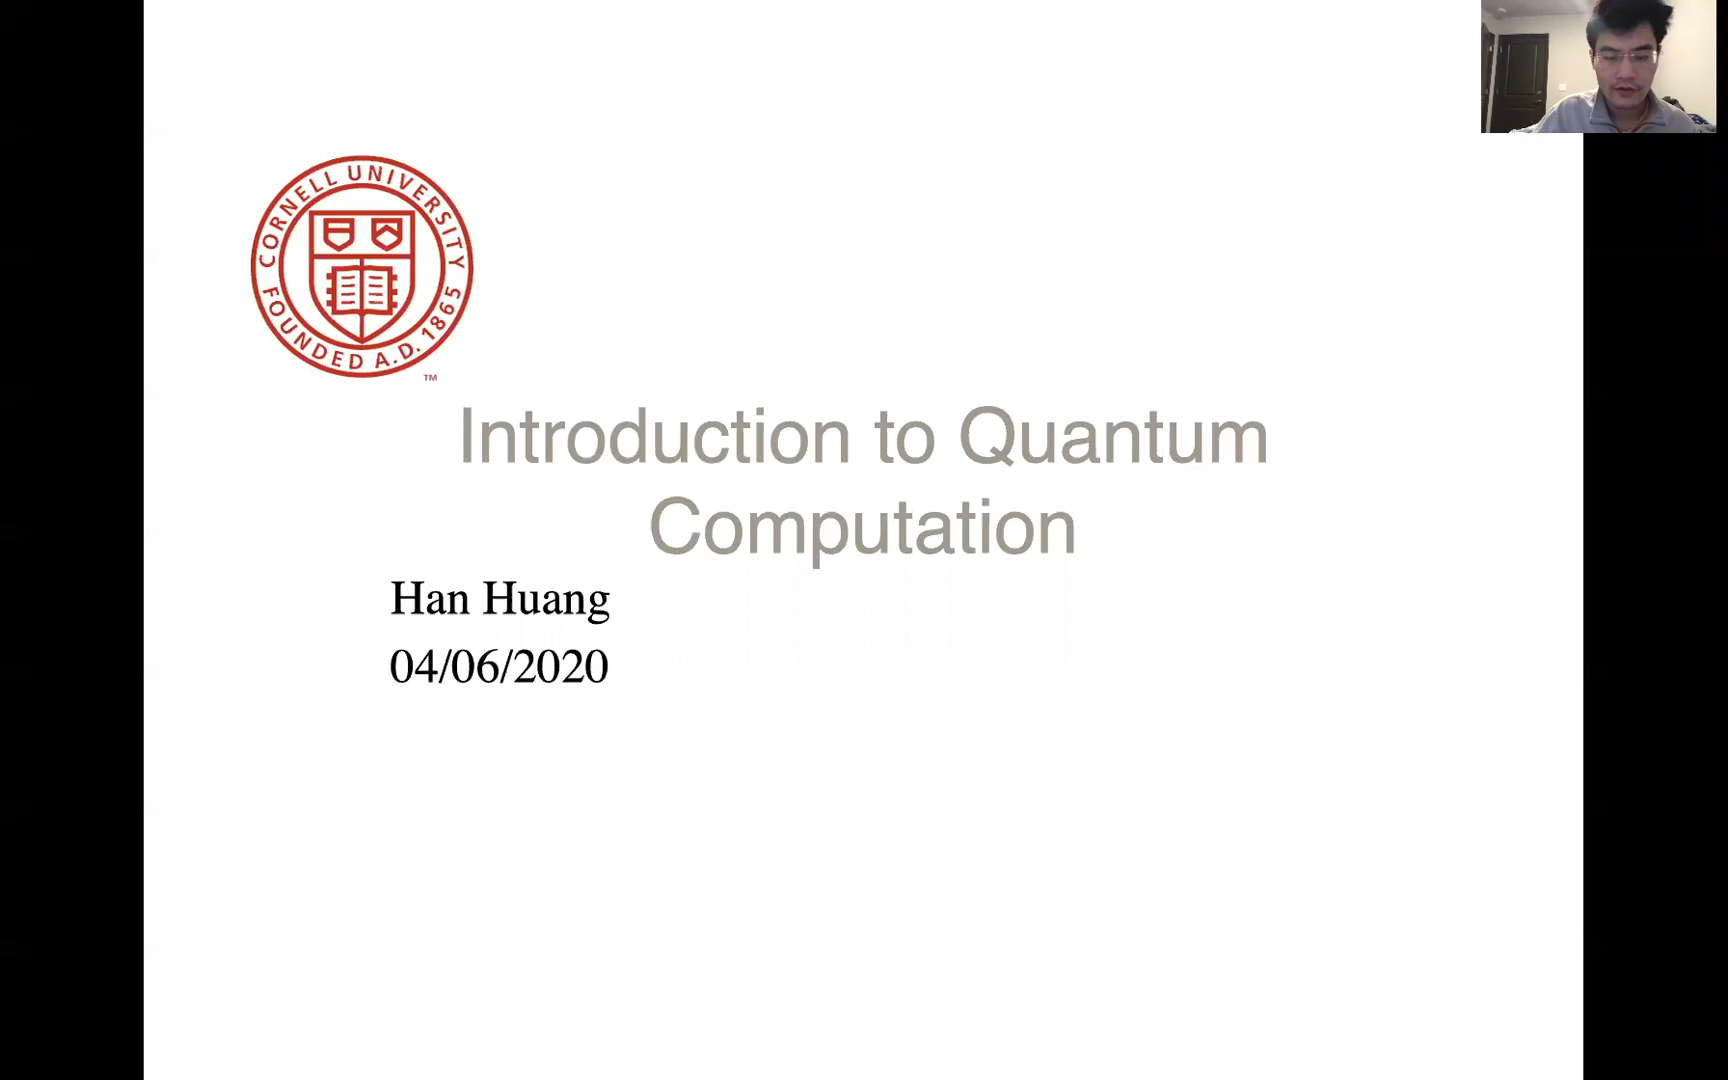 CORNELL UNIVERSITY
FOUNDED A.D. 1865
TM
Introduction to Quantum
Computation
Han Huang
04/06/2020